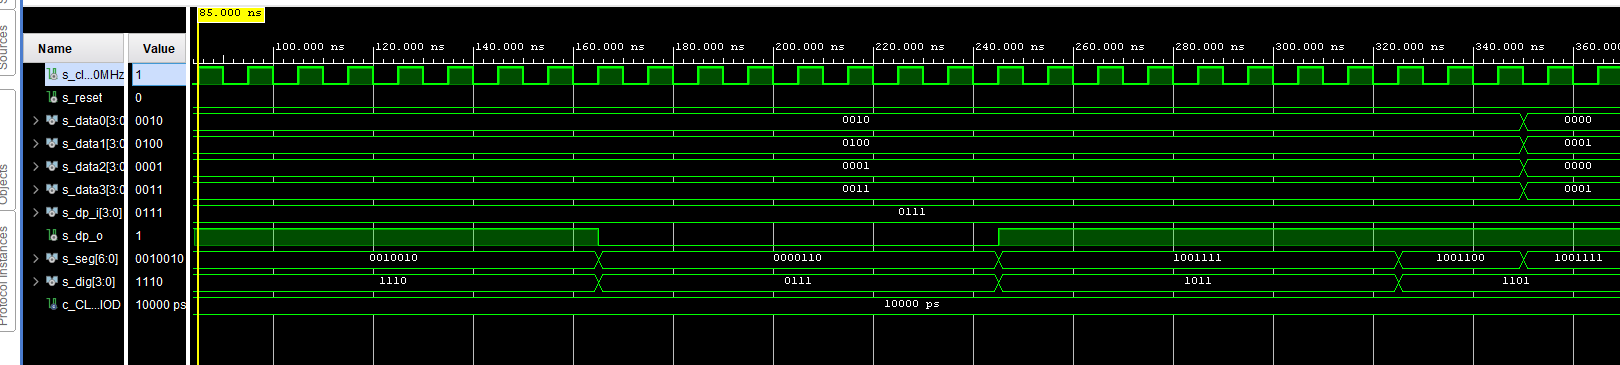 Sources
Objects
Protocol Instances
85.000 ns
Name Value
100.000 ns 120.000 ns 140.000 ns 160.000 ns 180.000 ns 200.000 ns 220.000 ns 240.000 ns 260.000 ns 280.000 ns 300.000 ns 320.000 ns 340.000 ns 360.000
s_cl...0MHz 1
s_reset 0
s_data0[3:0 0010 0010 0000
s_data1[3:0 0100 0100 0001
s_data2[3:0 0001 0001 0000
s_data3[3:0 0011 0011 0001
s_dp_i[3:0] 0111 0111
s_dp_o 1
s_seg[6:0] 0010010 0010010 0000110 1001111 1001100 1001111
s_dig[3:0] 1110 1110 0111 1011 1101
c_CL...IOD 10000 ps 10000 ps